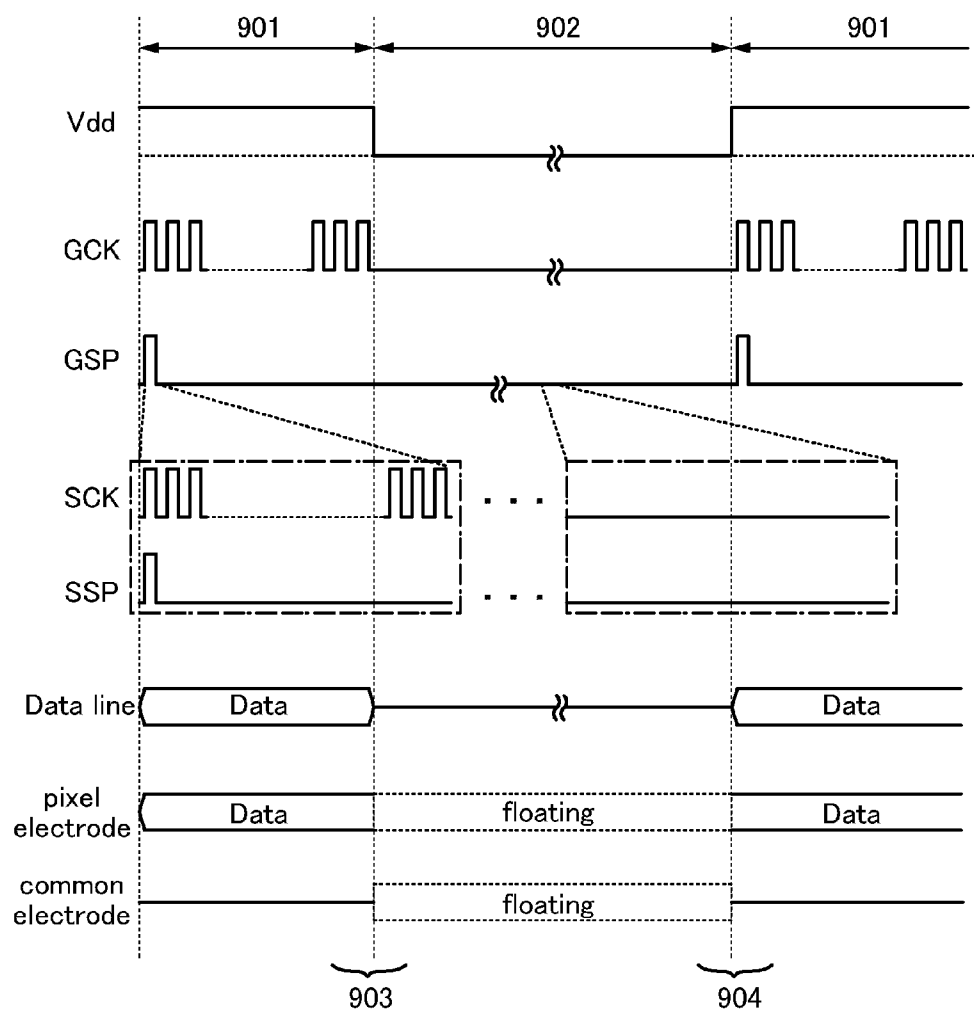 901 902 901
Vdd
GCK
GSP
SCK . . .
SSP . . .
Data line Data Data
pixel
electrode Data floating Data
common
electrode floating
903 904